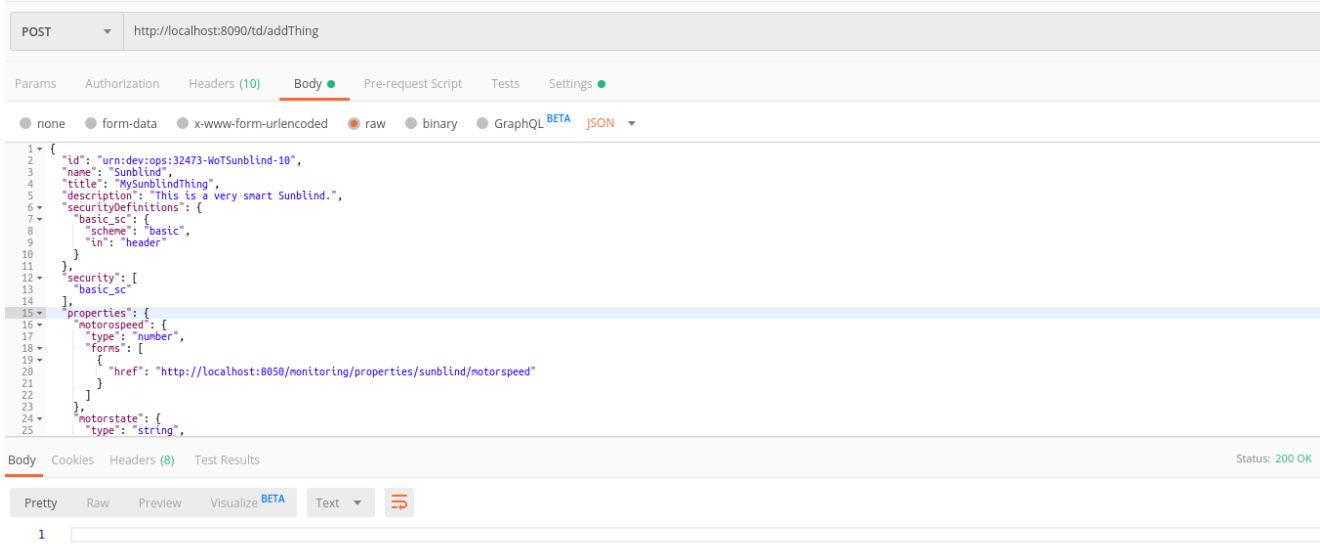 POST http://localhost:8090/td/addThing
Params Authorization Headers (10) Body Pre-request Script Tests Settings
none form-data x-www-form-urlencoded raw binary GraphQL BETA JSON
1 {
2 "id": "urn:dev:ops:32473-WoTSunblind-10",
3 "name": "Sunblind",
4 "title": "MySunblindThing",
5 "description": "This is a very smart Sunblind.",
6 "securityDefinitions": {
7 "basic_sc": {
8 "scheme": "basic",
9 "in": "header"
10 }
11 },
12 "security": [
13 "basic_sc"
14 ],
15 "properties": {
16 "motorospeed": {
17 "type": "number",
18 "forms": [
19 {
20 "href": "http://localhost:8050/monitoring/properties/sunblind/motorspeed"
21 }
22 ]
23 },
24 "motorstate": {
25 "type": "string",
Body Cookies Headers (8) Test Results Status: 200 OK
Pretty Raw Preview Visualize BETA Text
1